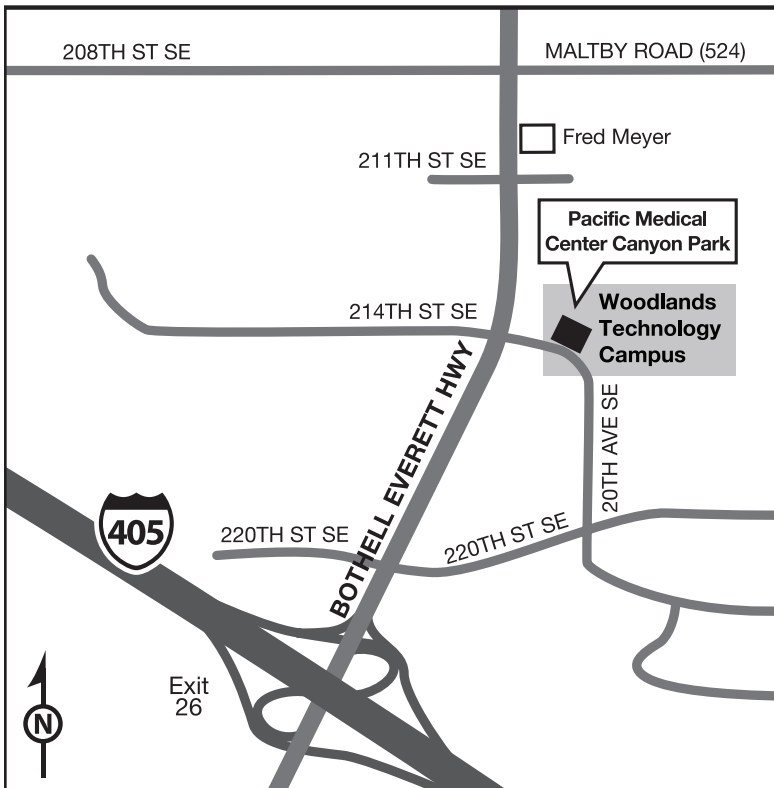 208TH ST SE
MALTBY ROAD (524)
Fred Meyer
211TH ST SE
Pacific Medical
Center Canyon Park
Woodlands
Technology
Campus
214TH ST SE
BOTHELL EVERETT HWY
20TH AVE SE
405
220TH ST SE
220TH ST SE
Exit
26
N